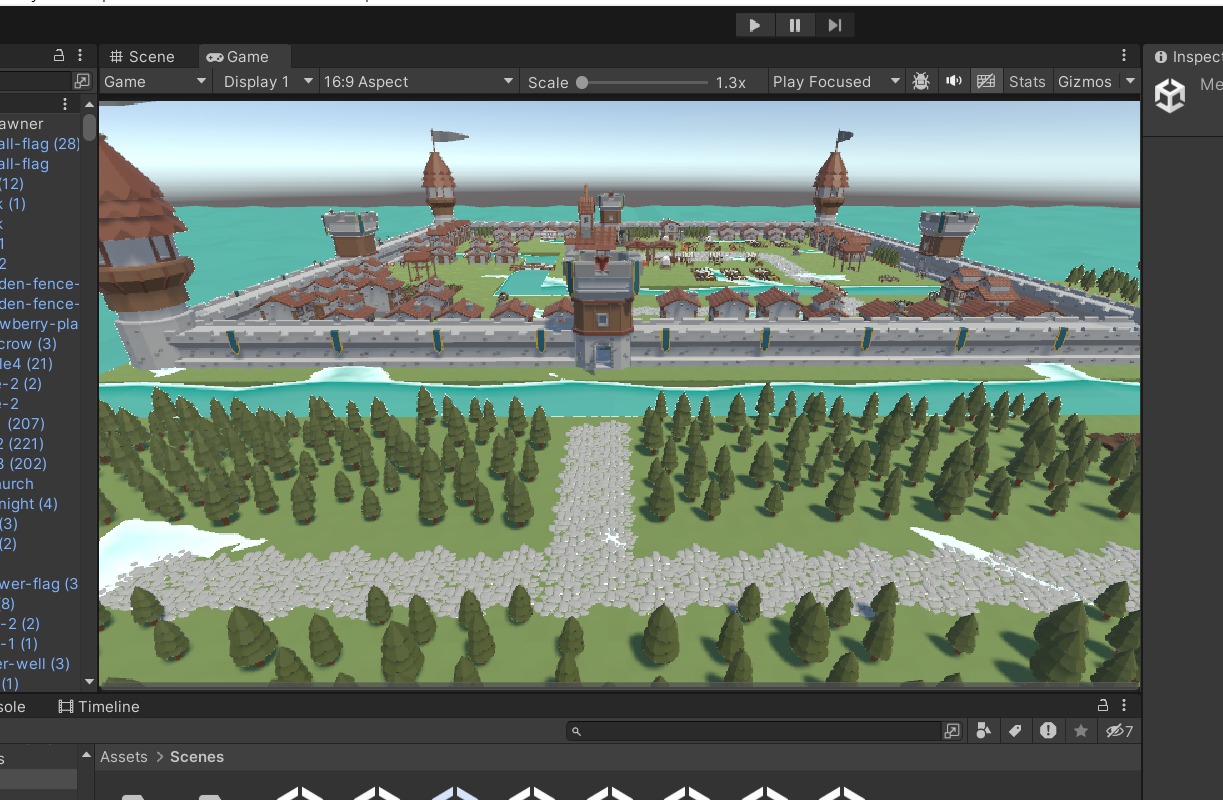 Scene
Game
Inspect
Game
Display 1
16:9 Aspect
Scale
1.3x
Play Focused
Stats
Gizmos
Me
awner
all-flag (28)
all-flag
(12)
k (1)
k
1
2
den-fence-
den-fence-
wberry-pla
crow (3)
le4 (21)
e-2 (2)
e-2
(207)
2 (221)
3 (202)
urch
night (4)
(3)
(2)
wer-flag (3
(8)
-2 (2)
-1 (1)
er-well (3)
(1)
sole
Timeline
7
s
Assets > Scenes